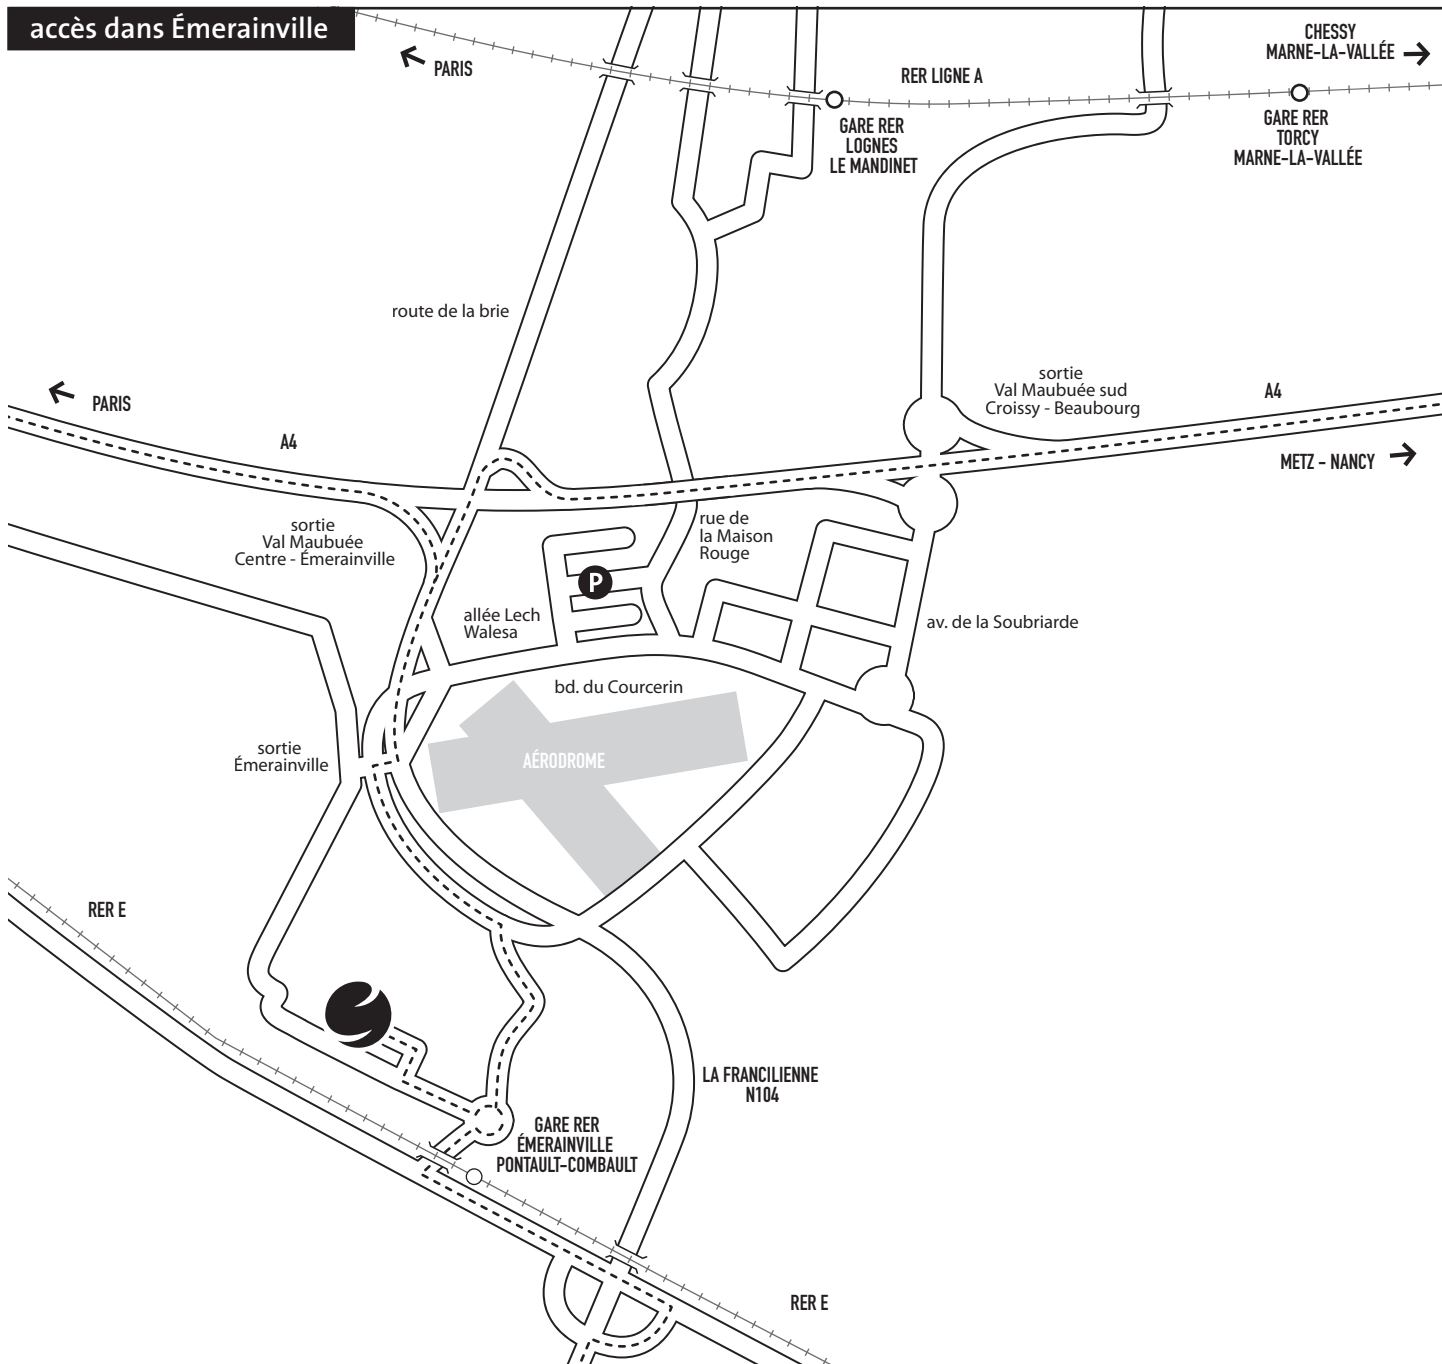 accès dans Émerainville
PARIS
RER LIGNE A
CHESSY
MARNE-LA-VALLÉE
GARE RER
LOGNES
LE MANDINET
GARE RER
TORCY
MARNE-LA-VALLÉE
route de la brie
PARIS
A4
sortie
Val Maubuée sud
Croissy - Beaubourg
A4
METZ - NANCY
sortie
Val Maubuée
Centre - Émerainville
rue de
la Maison
Rouge
P
allée Lech
Walesa
av. de la Soubriarde
bd. du Courcerin
sortie
Émerainville
AÉRODROME
RER E
LA FRANCILIENNE
N104
GARE RER
ÉMERAINVILLE
PONTAULT-COMBAULT
RER E